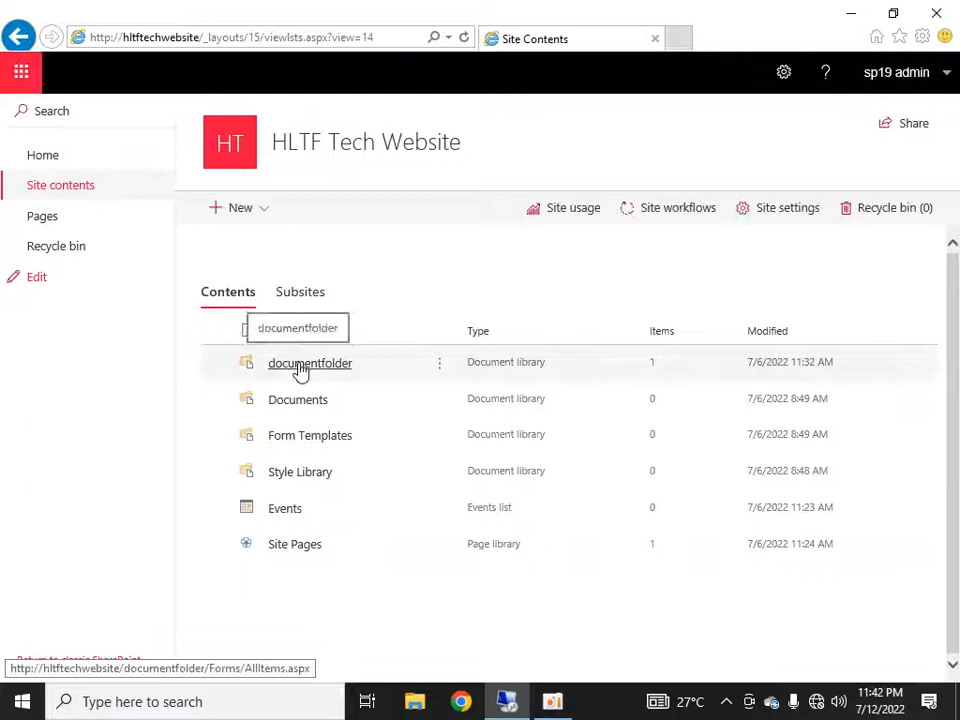 http://hltftechwebsite/_layouts/15/viewlsts.aspx?view=14
Site Contents
sp19 admin
Search
HT
HLTF Tech Website
Share
Home
Site contents
Pages
Recycle bin
Edit
New
Site usage
Site workflows
Site settings
Recycle bin (0)
Contents
Subsites
documentfolder
Type
Items
Modified
documentfolder
Document library
1
7/6/2022 11:32 AM
Documents
Document library
0
7/6/2022 8:49 AM
Form Templates
Document library
0
7/6/2022 8:49 AM
Style Library
Document library
0
7/6/2022 8:48 AM
Events
Events list
0
7/6/2022 11:23 AM
Site Pages
Page library
1
7/6/2022 11:24 AM
Return to classic SharePoint
http://hltftechwebsite/documentfolder/Forms/AllItems.aspx
Type here to search
27°C
11:42 PM
7/12/2022